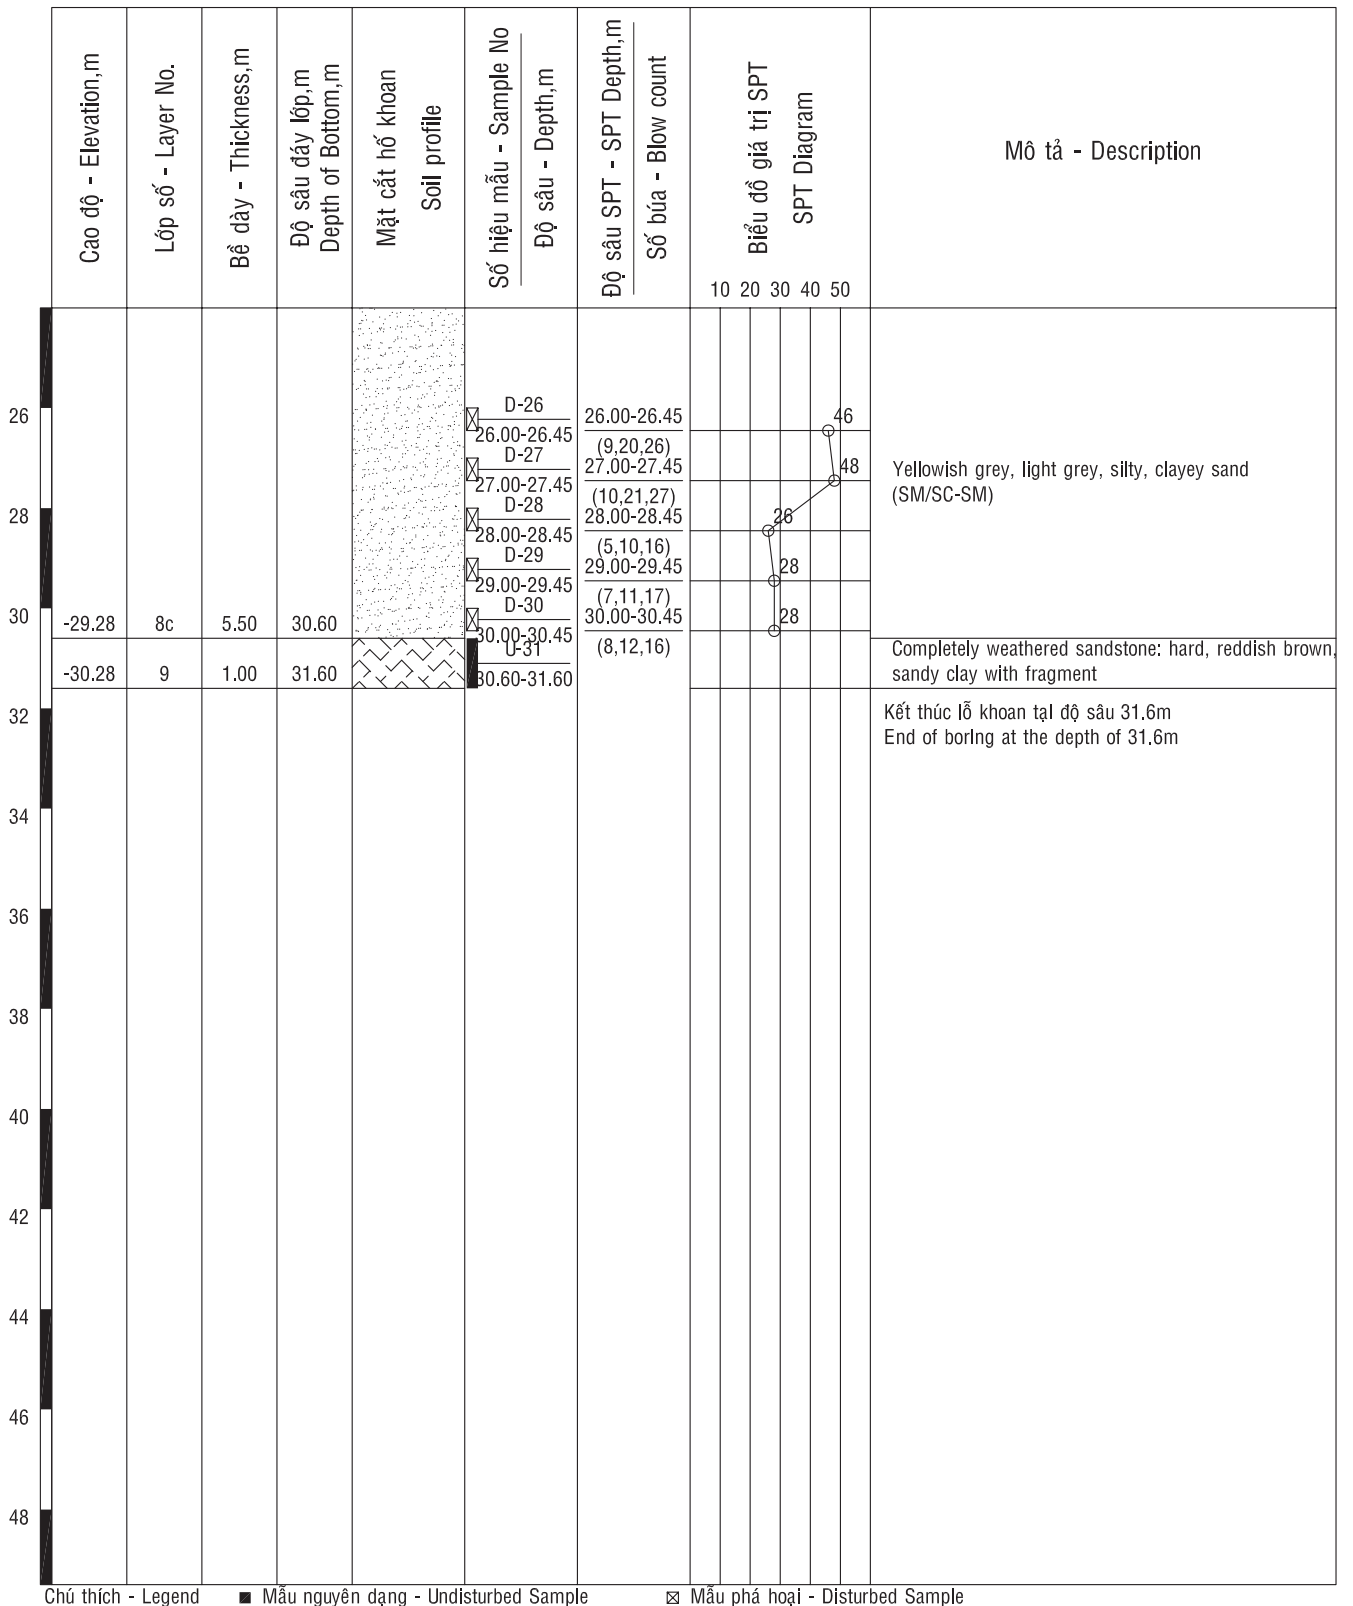 Cao độ - Elevation,m
Lớp số - Layer No.
Bề dày - Thickness,m
Độ sâu đáy lớp,m
Depth of Bottom,m
Mặt cắt hố khoan
Soil profile
Số hiệu mẫu - Sample No
Độ sâu - Depth,m
Độ sâu SPT - SPT Depth,m
Số búa - Blow count
Biểu đồ giá trị SPT
SPT Diagram
10 20 30 40 50
Mô tả - Description
26
D-26
26.00-26.45
26.00-26.45
(9,20,26)
46
D-27
27.00-27.45
27.00-27.45
(10,21,27)
48
Yellowish grey, light grey, silty, clayey sand
(SM/SC-SM)
28
D-28
28.00-28.45
28.00-28.45
(5,10,16)
26
D-29
29.00-29.45
29.00-29.45
(7,11,17)
28
30
D-30
30.00-30.45
30.00-30.45
(8,12,16)
28
-29.28 8c 5.50 30.60
U-31
30.60-31.60
-30.28 9 1.00 31.60
Completely weathered sandstone: hard, reddish brown,
sandy clay with fragment
32
Kết thúc lỗ khoan tại độ sâu 31.6m
End of boring at the depth of 31.6m
34
36
38
40
42
44
46
48
Chú thích - Legend Mẫu nguyên dạng - Undisturbed Sample Mẫu phá hoại - Disturbed Sample